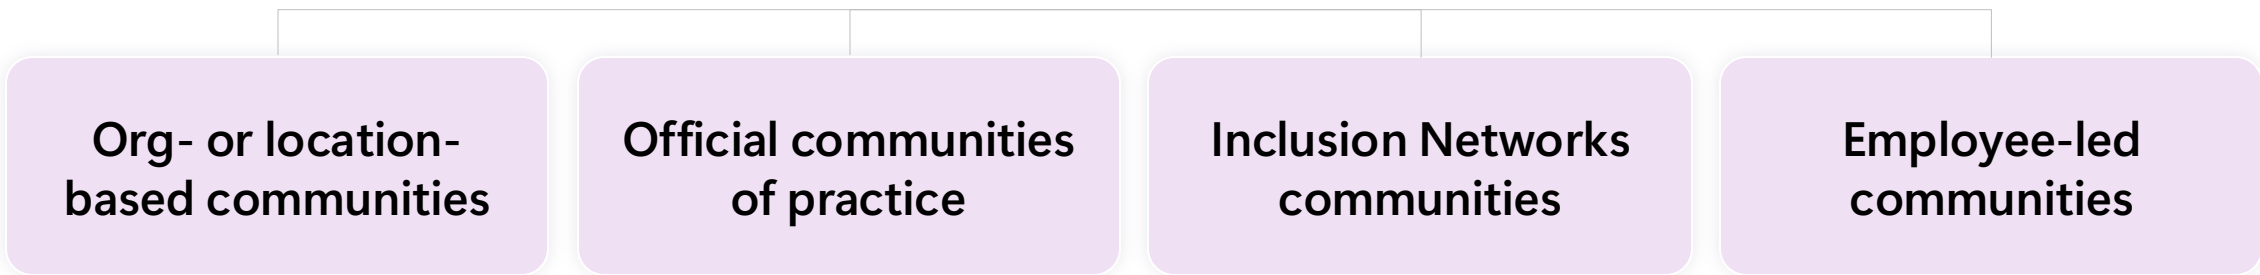 Org- or location-
based communities
Official communities
of practice
Inclusion Networks
communities
Employee-led
communities